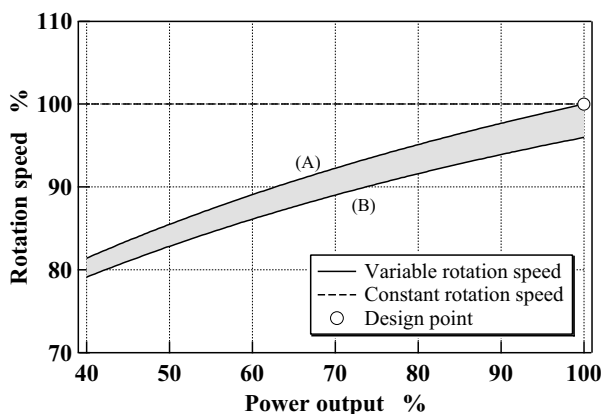 110
100
90
80
70
Rotation speed %
(A)
(B)
Variable rotation speed
Constant rotation speed
Design point
40 50 60 70 80 90 100
Power output %